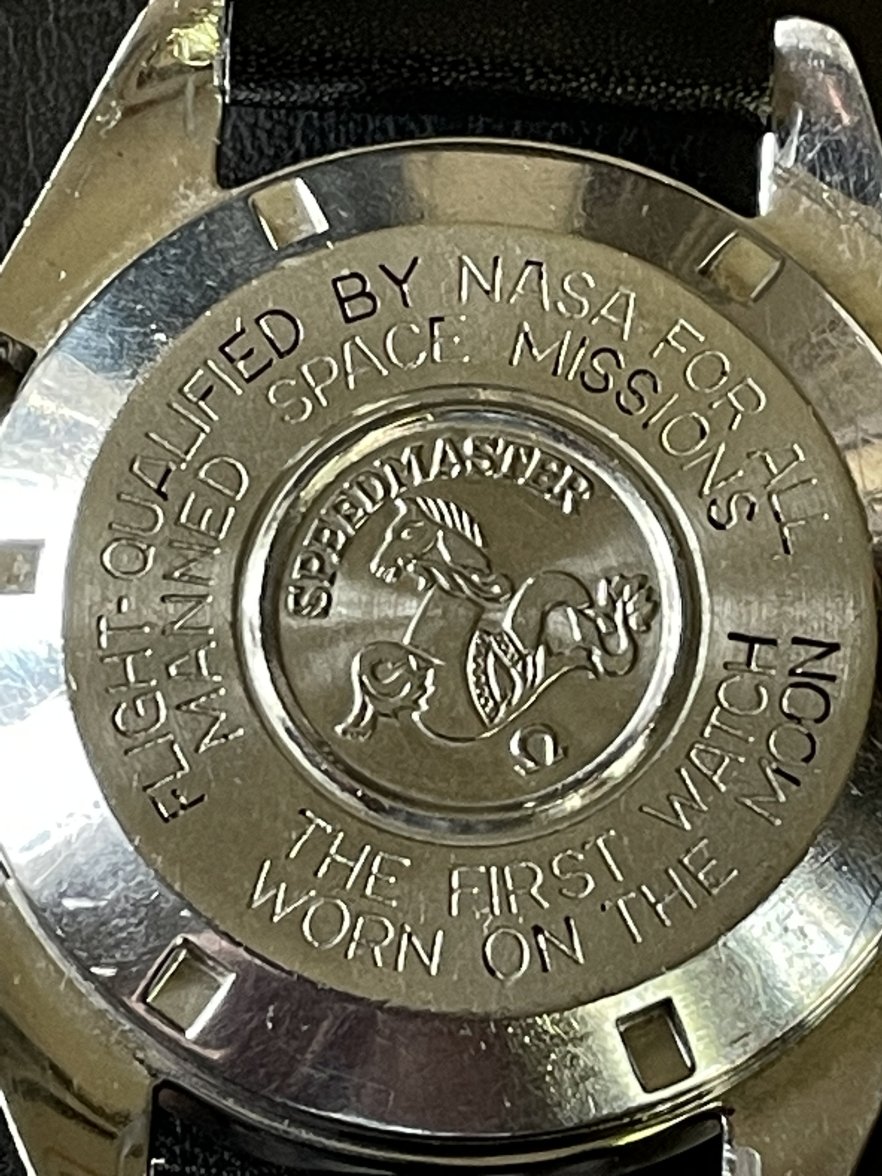 FLIGHT-QUALIFIED BY NASA FOR ALL
MANNED SPACE MISSIONS
SPEEDMASTER
Ω
THE FIRST WATCH
WORN ON THE MOON